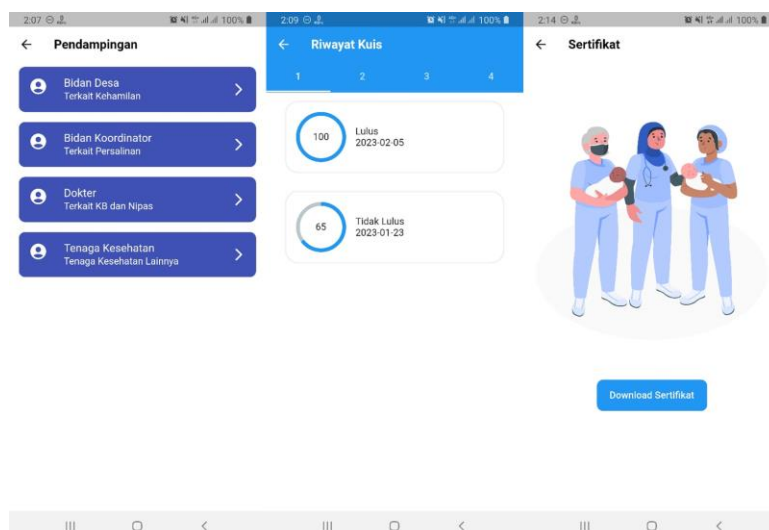 2:07
100%
Pendampingan
Bidan Desa
Terkait Kehamilan
Bidan Koordinator
Terkait Persalinan
Dokter
Terkait KB dan Nipas
Tenaga Kesehatan
Tenaga Kesehatan Lainnya
2:09
100%
Riwayat Kuis
1 2 3 4
100
Lulus
2023-02-05
65
Tidak Lulus
2023-01-23
2:14
100%
Sertifikat
Download Sertifikat